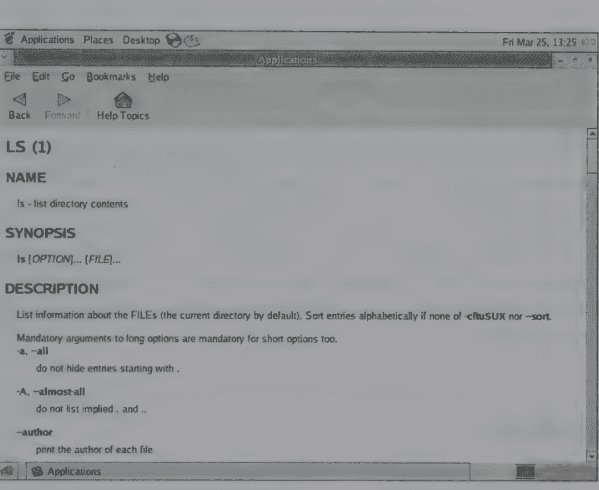 Applications Places Desktop
Fri Mar 25, 13:25
Applications
File Edit Go Bookmarks Help
Back Forward Help Topics
LS (1)
NAME
ls - list directory contents
SYNOPSIS
ls [OPTION]... [FILE]...
DESCRIPTION
List information about the FILEs (the current directory by default). Sort entries alphabetically if none of -cftuSUX nor --sort.
Mandatory arguments to long options are mandatory for short options too.
-a, --all
do not hide entries starting with .
-A, --almost-all
do not list implied . and ..
--author
print the author of each file
Applications